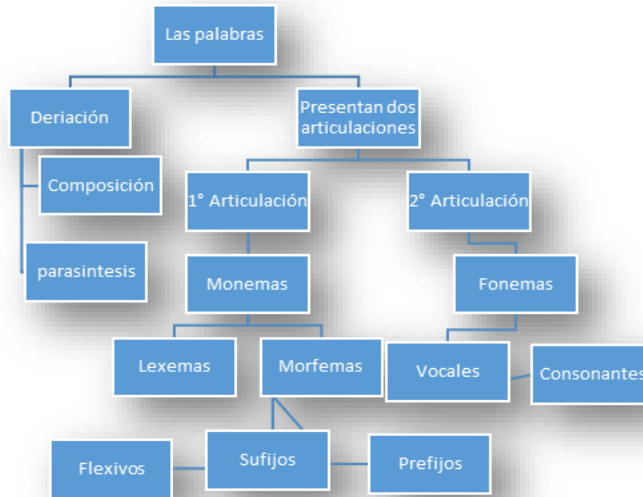 Las palabras
Deriación
Presentan dos
articulaciones
Composición
1° Articulación
2° Articulación
parasintesis
Monemas
Fonemas
Lexemas
Morfemas
Vocales
Consonantes
Flexivos
Sufijos
Prefijos